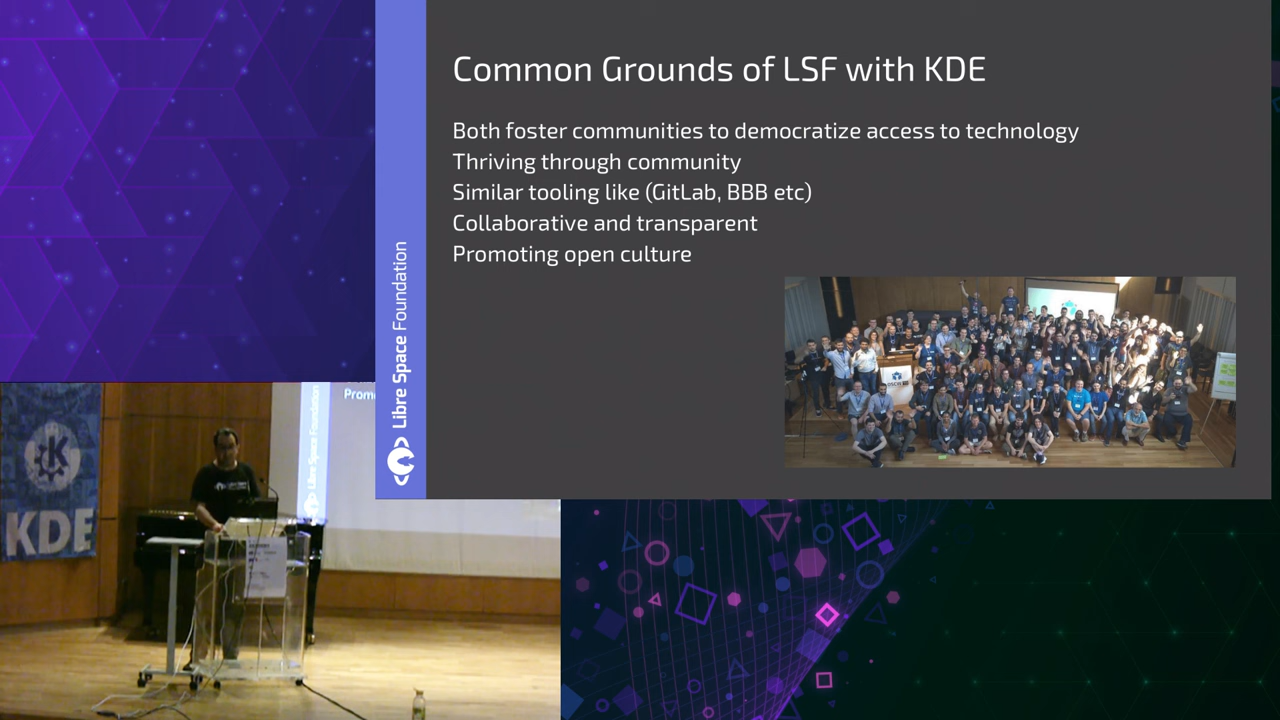 Common Grounds of LSF with KDE
Both foster communities to democratize access to technology
Thriving through community
Similar tooling like (GitLab, BBB etc)
Collaborative and transparent
Promoting open culture
Libre Space Foundation
Prom
Libre Space Foundation
K
KDE